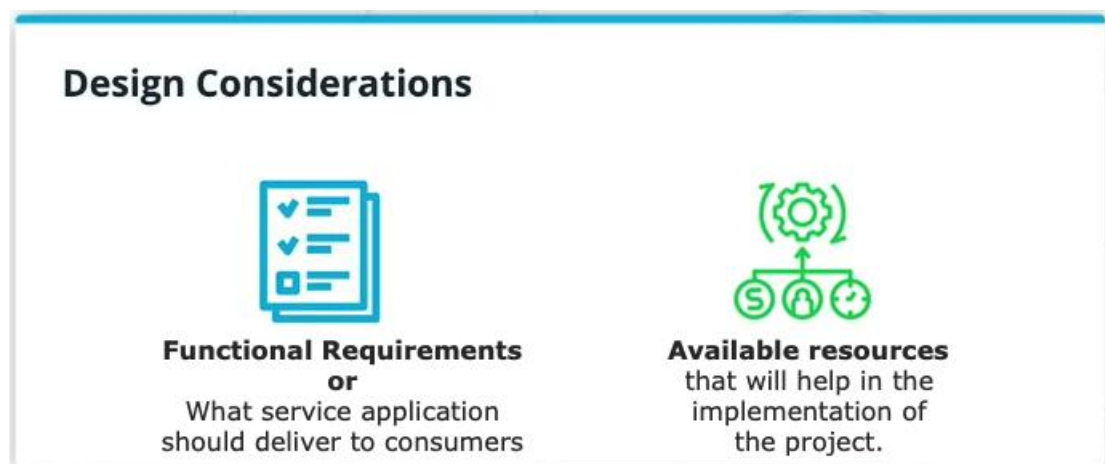 Design Considerations
Functional Requirements
or
What service application
should deliver to consumers
Available resources
that will help in the
implementation of
the project.